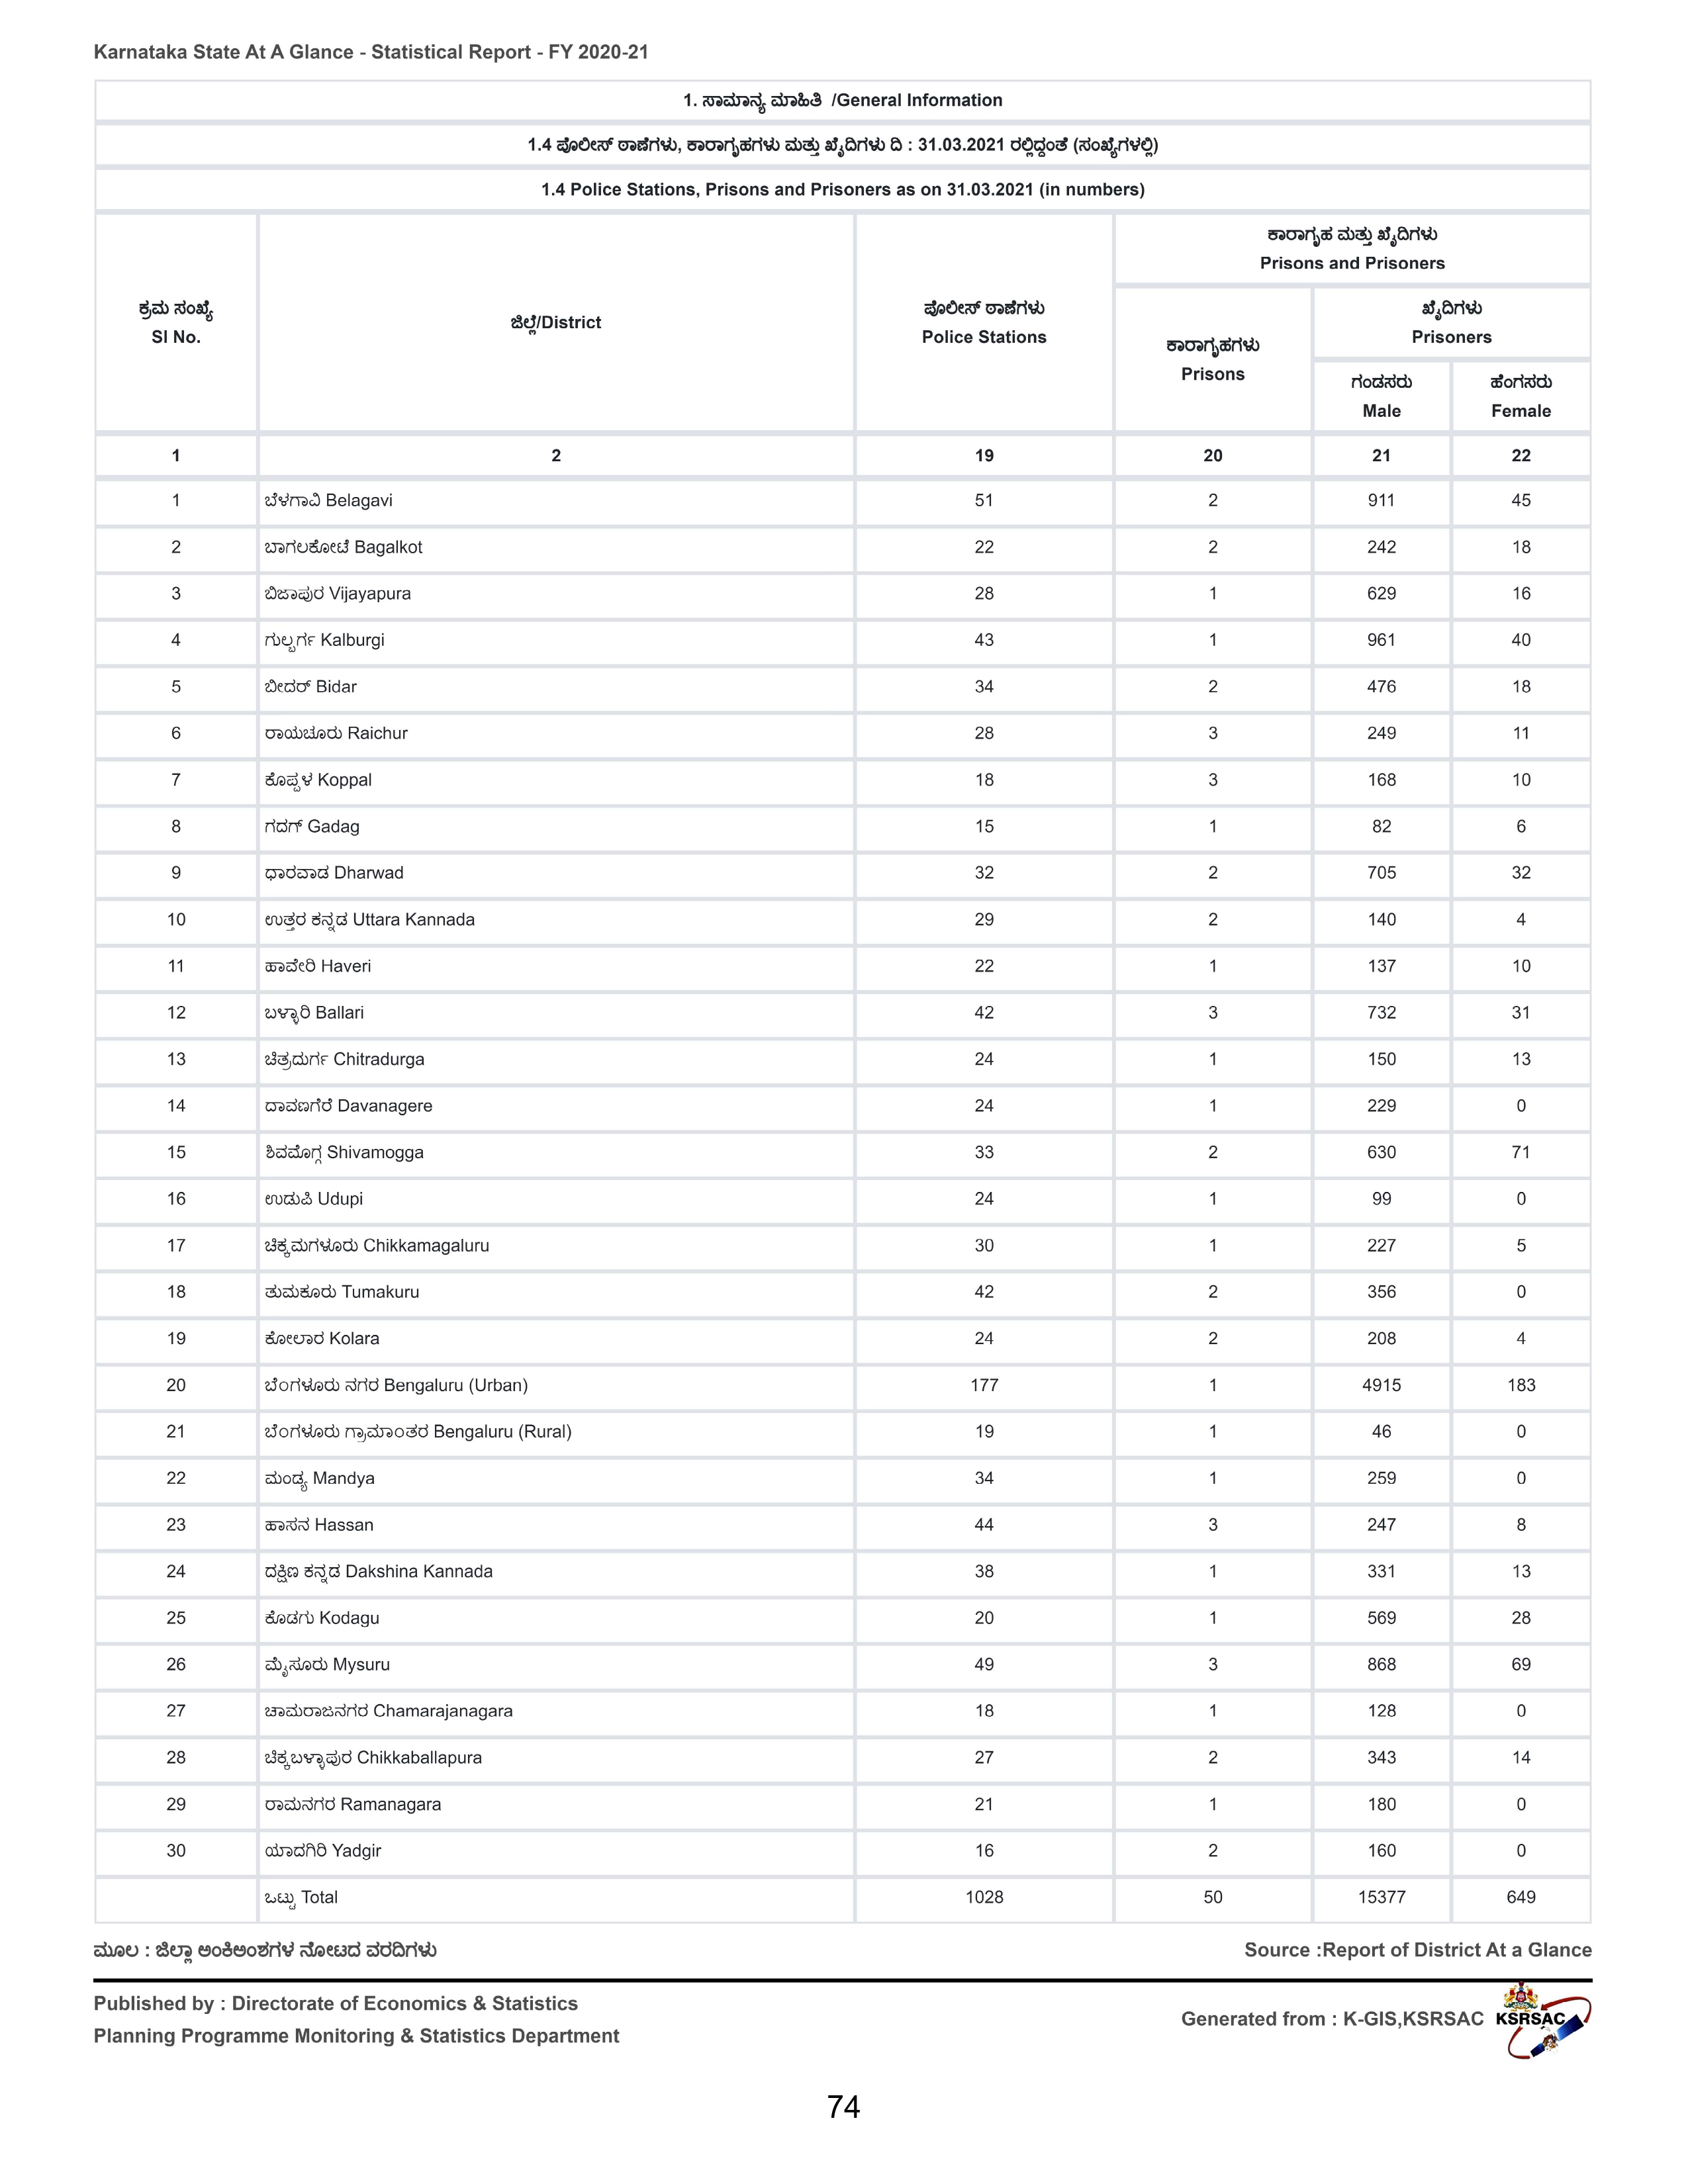 Karnataka State At A Glance - Statistical Report - FY 2020-21
1. ಸಾಮಾನ್ಯ ಮಾಹಿತಿ /General Information
1.4 ಪೊಲೀಸ್ ಠಾಣೆಗಳು, ಕಾರಾಗೃಹಗಳು ಮತ್ತು ಖೈದಿಗಳು ದಿ : 31.03.2021 ರಲ್ಲಿದ್ದಂತೆ (ಸಂಖ್ಯೆಗಳಲ್ಲಿ)
1.4 Police Stations, Prisons and Prisoners as on 31.03.2021 (in numbers)
ಕ್ರಮ ಸಂಖ್ಯೆ
Sl No.
ಜಿಲ್ಲೆ/District
ಪೊಲೀಸ್ ಠಾಣೆಗಳು
Police Stations
ಕಾರಾಗೃಹ ಮತ್ತು ಖೈದಿಗಳು
Prisons and Prisoners
ಕಾರಾಗೃಹಗಳು
Prisons
ಖೈದಿಗಳು
Prisoners
ಗಂಡಸರು
Male
ಹೆಂಗಸರು
Female
1 2 19 20 21 22
1 ಬೆಳಗಾವಿ Belagavi 51 2 911 45
2 ಬಾಗಲಕೋಟೆ Bagalkot 22 2 242 18
3 ಬಿಜಾಪುರ Vijayapura 28 1 629 16
4 ಗುಲ್ಬರ್ಗ Kalburgi 43 1 961 40
5 ಬೀದರ್ Bidar 34 2 476 18
6 ರಾಯಚೂರು Raichur 28 3 249 11
7 ಕೊಪ್ಪಳ Koppal 18 3 168 10
8 ಗದಗ್ Gadag 15 1 82 6
9 ಧಾರವಾಡ Dharwad 32 2 705 32
10 ಉತ್ತರ ಕನ್ನಡ Uttara Kannada 29 2 140 4
11 ಹಾವೇರಿ Haveri 22 1 137 10
12 ಬಳ್ಳಾರಿ Ballari 42 3 732 31
13 ಚಿತ್ರದುರ್ಗ Chitradurga 24 1 150 13
14 ದಾವಣಗೆರೆ Davanagere 24 1 229 0
15 ಶಿವಮೊಗ್ಗ Shivamogga 33 2 630 71
16 ಉಡುಪಿ Udupi 24 1 99 0
17 ಚಿಕ್ಕಮಗಳೂರು Chikkamagaluru 30 1 227 5
18 ತುಮಕೂರು Tumakuru 42 2 356 0
19 ಕೋಲಾರ Kolara 24 2 208 4
20 ಬೆಂಗಳೂರು ನಗರ Bengaluru (Urban) 177 1 4915 183
21 ಬೆಂಗಳೂರು ಗ್ರಾಮಾಂತರ Bengaluru (Rural) 19 1 46 0
22 ಮಂಡ್ಯ Mandya 34 1 259 0
23 ಹಾಸನ Hassan 44 3 247 8
24 ದಕ್ಷಿಣ ಕನ್ನಡ Dakshina Kannada 38 1 331 13
25 ಕೊಡಗು Kodagu 20 1 569 28
26 ಮೈಸೂರು Mysuru 49 3 868 69
27 ಚಾಮರಾಜನಗರ Chamarajanagara 18 1 128 0
28 ಚಿಕ್ಕಬಳ್ಳಾಪುರ Chikkaballapura 27 2 343 14
29 ರಾಮನಗರ Ramanagara 21 1 180 0
30 ಯಾದಗಿರಿ Yadgir 16 2 160 0
ಒಟ್ಟು Total 1028 50 15377 649
ಮೂಲ : ಜಿಲ್ಲಾ ಅಂಕಿಅಂಶಗಳ ನೋಟದ ವರದಿಗಳು Source :Report of District At a Glance
Published by : Directorate of Economics & Statistics
Planning Programme Monitoring & Statistics Department
Generated from : K-GIS,KSRSAC KSRSAC
74